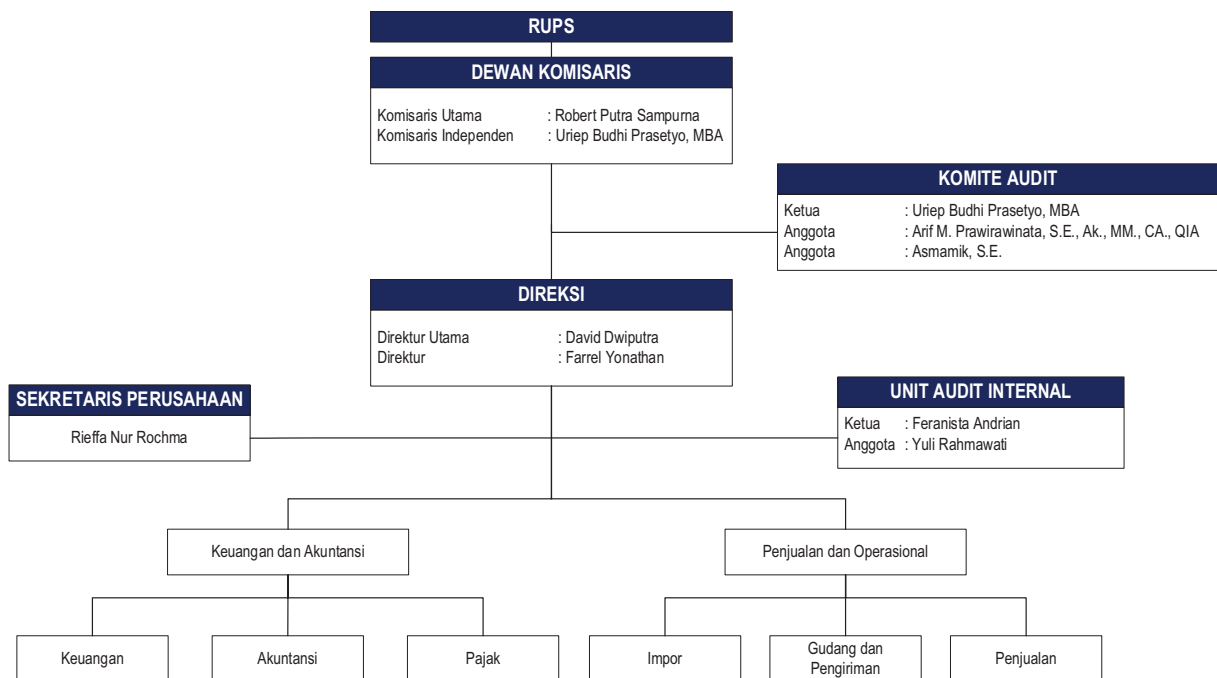 RUPS
DEWAN KOMISARIS
Komisaris Utama : Robert Putra Sampurna
Komisaris Independen : Uriep Budhi Prasetyo, MBA
KOMITE AUDIT
Ketua : Uriep Budhi Prasetyo, MBA
Anggota : Arif M. Prawirawinata, S.E., Ak., MM., CA., QIA
Anggota : Asmamik, S.E.
DIREKSI
Direktur Utama : David Dwiputra
Direktur : Farrel Yonathan
SEKRETARIS PERUSAHAAN
Rieffa Nur Rochma
UNIT AUDIT INTERNAL
Ketua : Feranista Andrian
Anggota : Yuli Rahmawati
Keuangan dan Akuntansi
Penjualan dan Operasional
Keuangan
Akuntansi
Pajak
Impor
Gudang dan
Pengiriman
Penjualan